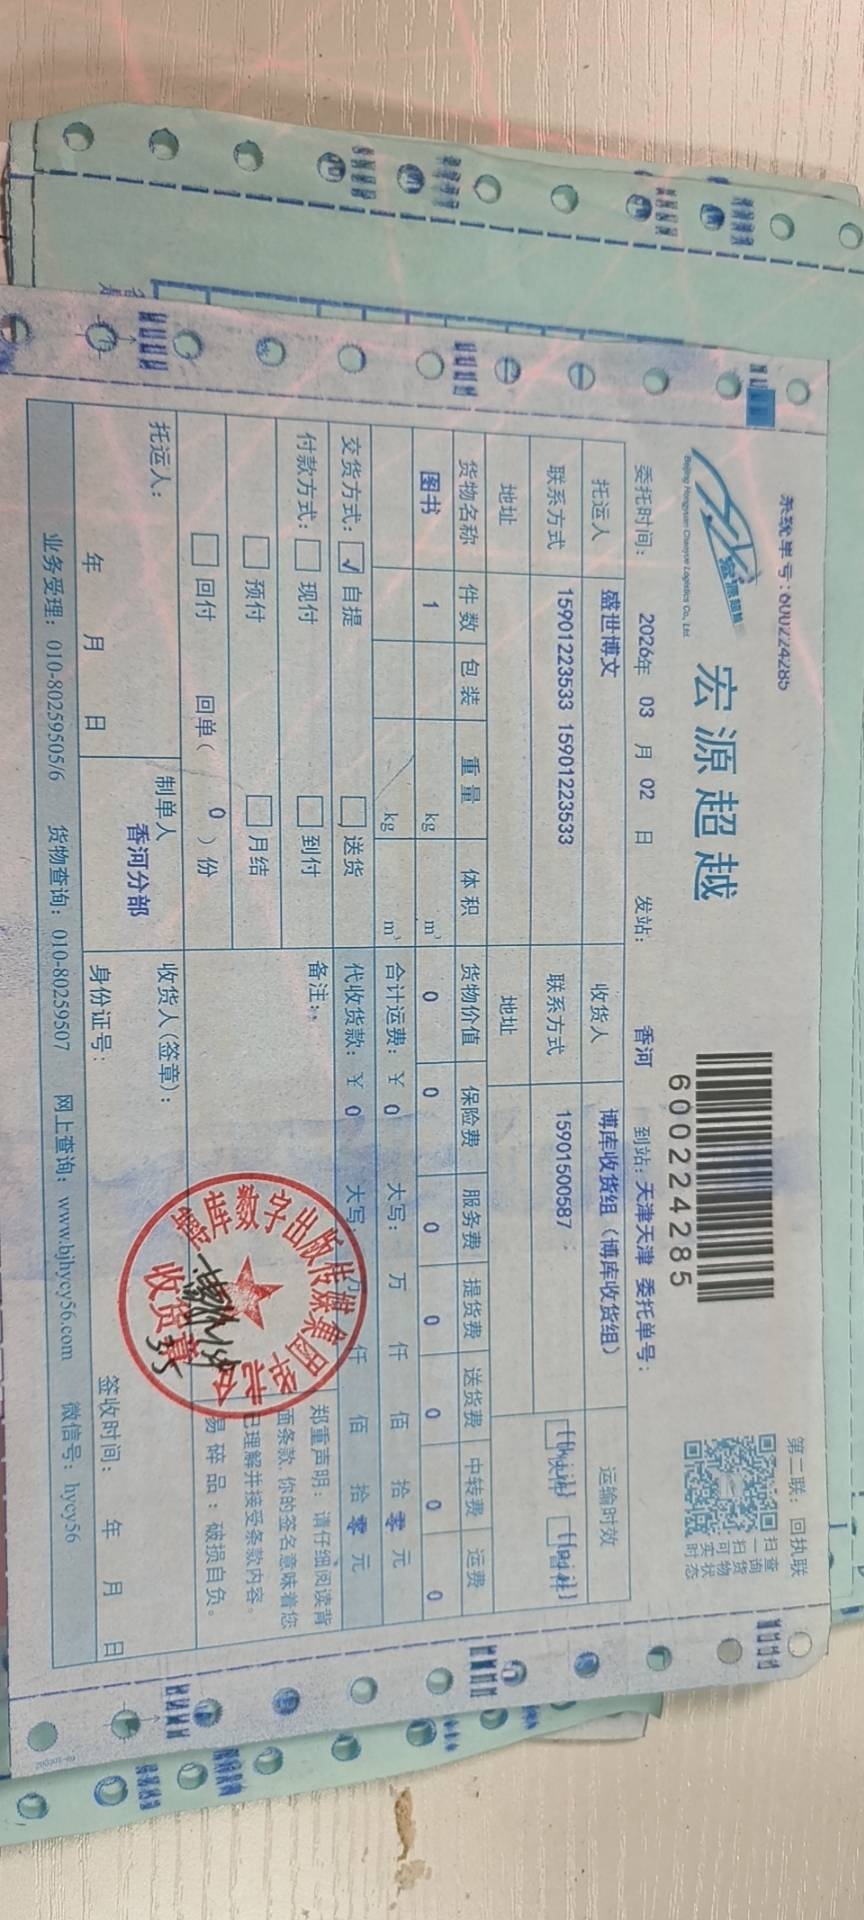 系统单号:600224285
第二联：回执联
宏源超越
Beijing Hongyuan Chaoyue Logistics Co., Ltd.
宏源超越
600224285
扫一扫
查询货物
可实时状态
委托时间： 2026年 03 月 02 日 发站： 香河 到站：天津天津 委托单号：
托运人 盛世博文 收货人 博库收货组（博库收货组） 运输时效
联系方式 15901223533 15901223533 联系方式 15901500587
地址 地址
货物名称 件数 包装 重量 体积 货物价值 保险费 服务费 提货费 送货费 中转费 运费
图书 1 kg m³ 0 0 0 0 0 0 0
kg m³ 合计运费：￥ 0 大写： 万 仟 佰 拾 零 元
交货方式： ✓ 自提 送货 代收货款：￥ 0 大写 万 仟 佰 拾 零 元
付款方式： 现付 到付 备注：
预付 月结
回付 回单（ 0 ）份
郑重声明：请仔细阅读背
面条款，你的签名意味着您
已理解并接受条款内容。
易碎品：破损自负。
托运人： 制单人 收货人(签章)：
香河分部
年 月 日 身份证号： 签收时间： 年 月 日
博库数字出版传媒集团华北
收货章
业务受理：010-80259505/6 货物查询：010-80259507 网上查询：www.bjhycy56.com 微信号：hycy56